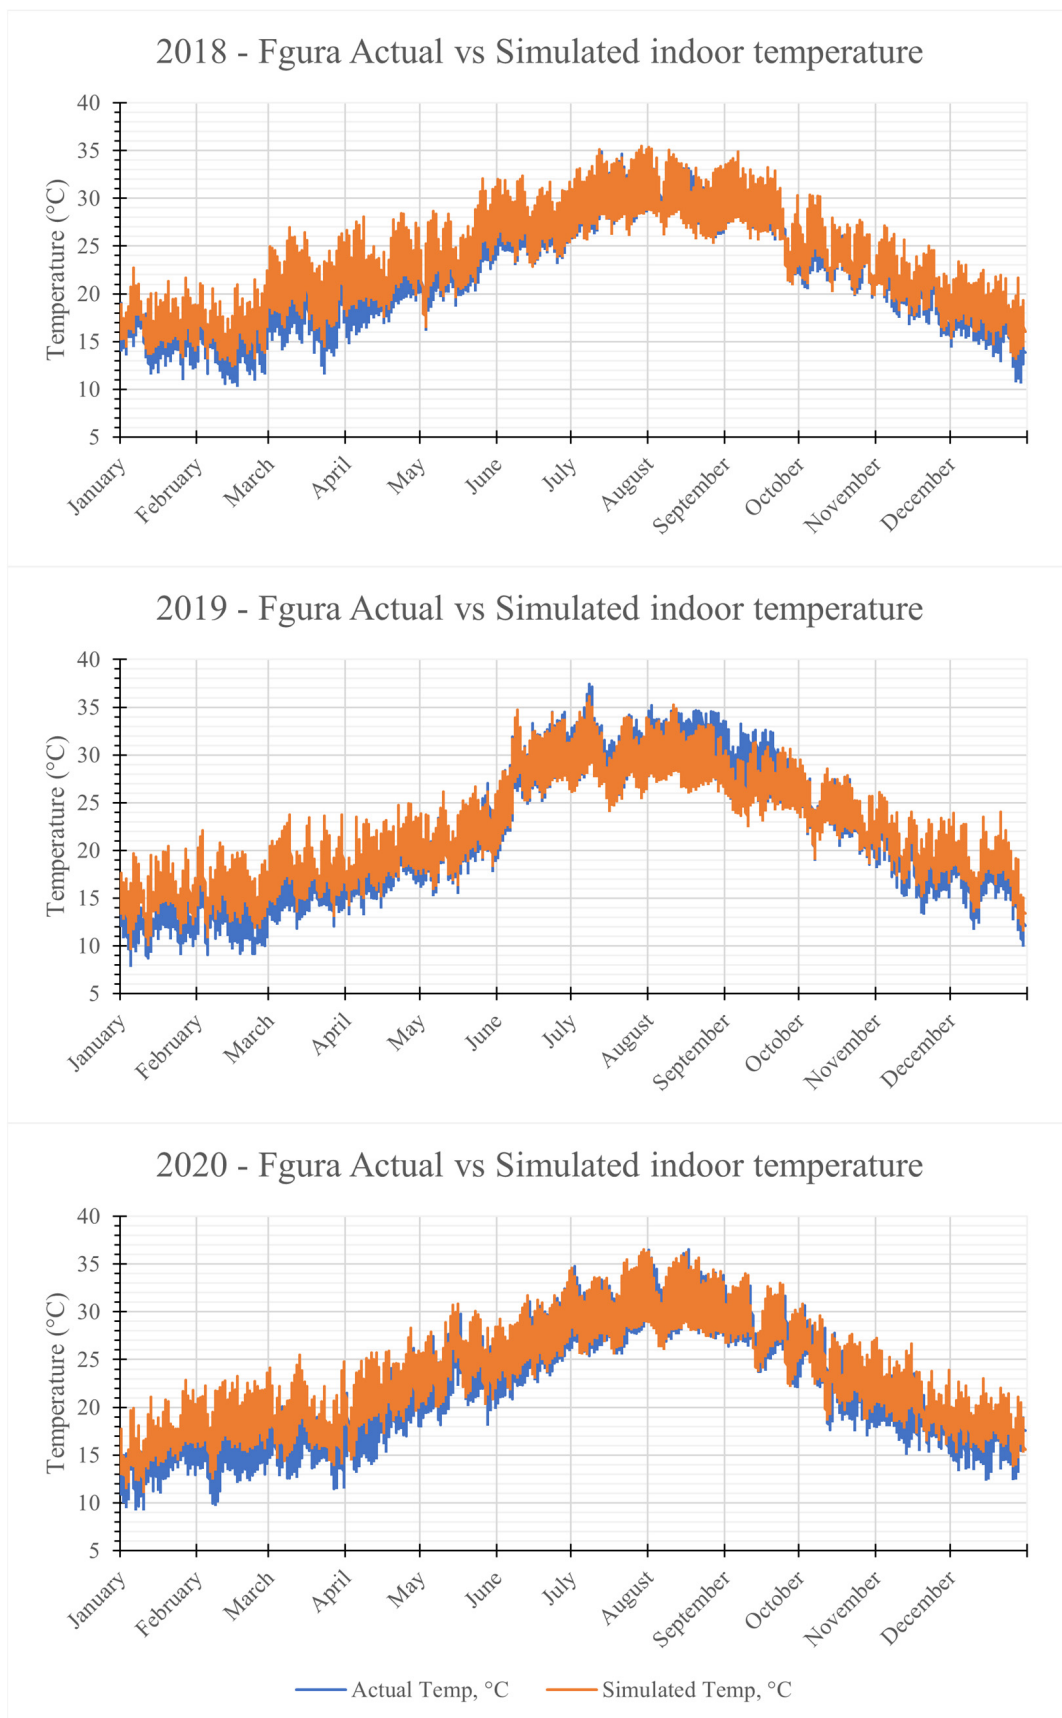 2018 - Fgura Actual vs Simulated indoor temperature
Temperature (°C)
40
35
30
25
20
15
10
5
January
February
March
April
May
June
July
August
September
October
November
December
2019 - Fgura Actual vs Simulated indoor temperature
Temperature (°C)
40
35
30
25
20
15
10
5
January
February
March
April
May
June
July
August
September
October
November
December
2020 - Fgura Actual vs Simulated indoor temperature
Temperature (°C)
40
35
30
25
20
15
10
5
January
February
March
April
May
June
July
August
September
October
November
December
Actual Temp, °C
Simulated Temp, °C